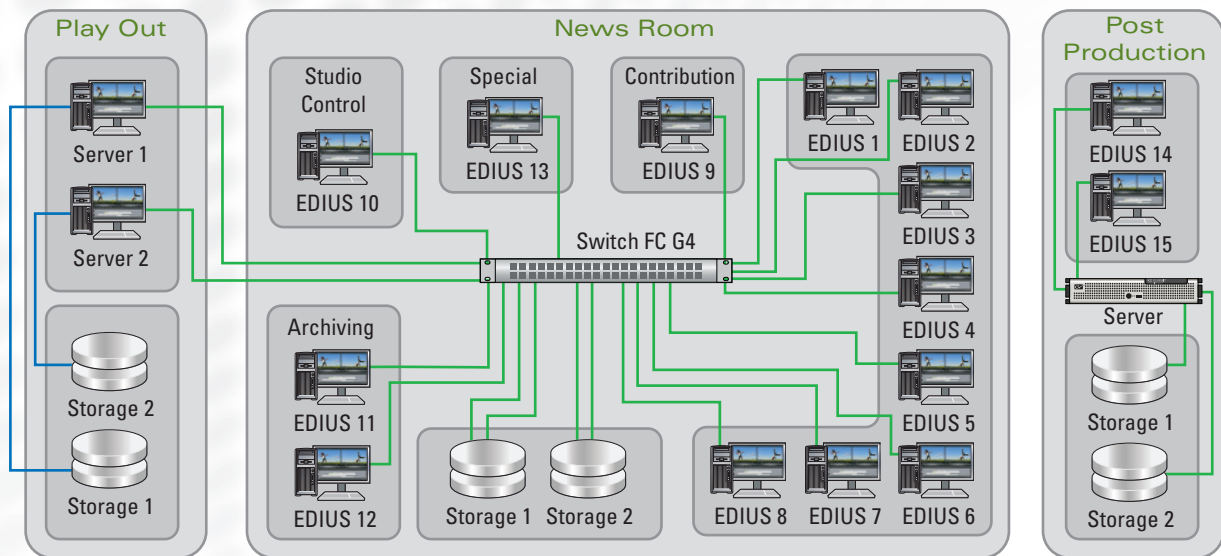 Play Out
Server 1
Server 2
Storage 2
Storage 1
News Room
Studio
Control
EDIUS 10
Special
EDIUS 13
Contribution
EDIUS 9
EDIUS 1
EDIUS 2
EDIUS 3
EDIUS 4
EDIUS 5
EDIUS 6
EDIUS 7
EDIUS 8
Switch FC G4
Archiving
EDIUS 11
EDIUS 12
Storage 1
Storage 2
Post
Production
EDIUS 14
EDIUS 15
Server
Storage 1
Storage 2